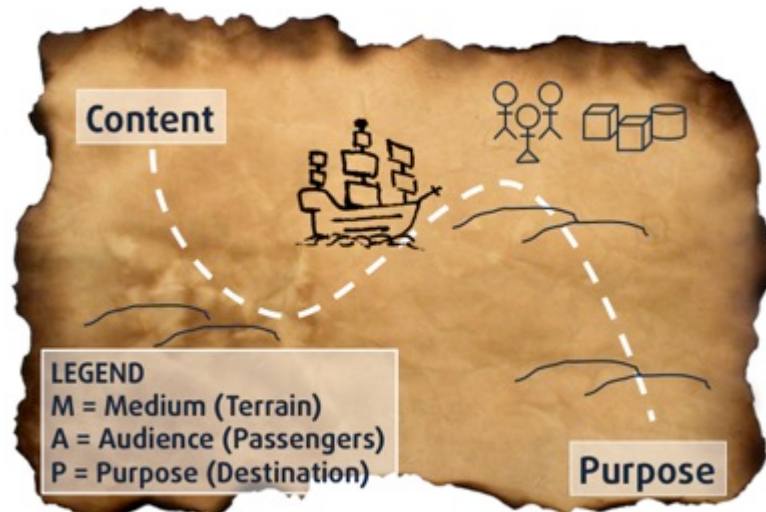 Content
LEGEND
M = Medium (Terrain)
A = Audience (Passengers)
P = Purpose (Destination)
Purpose